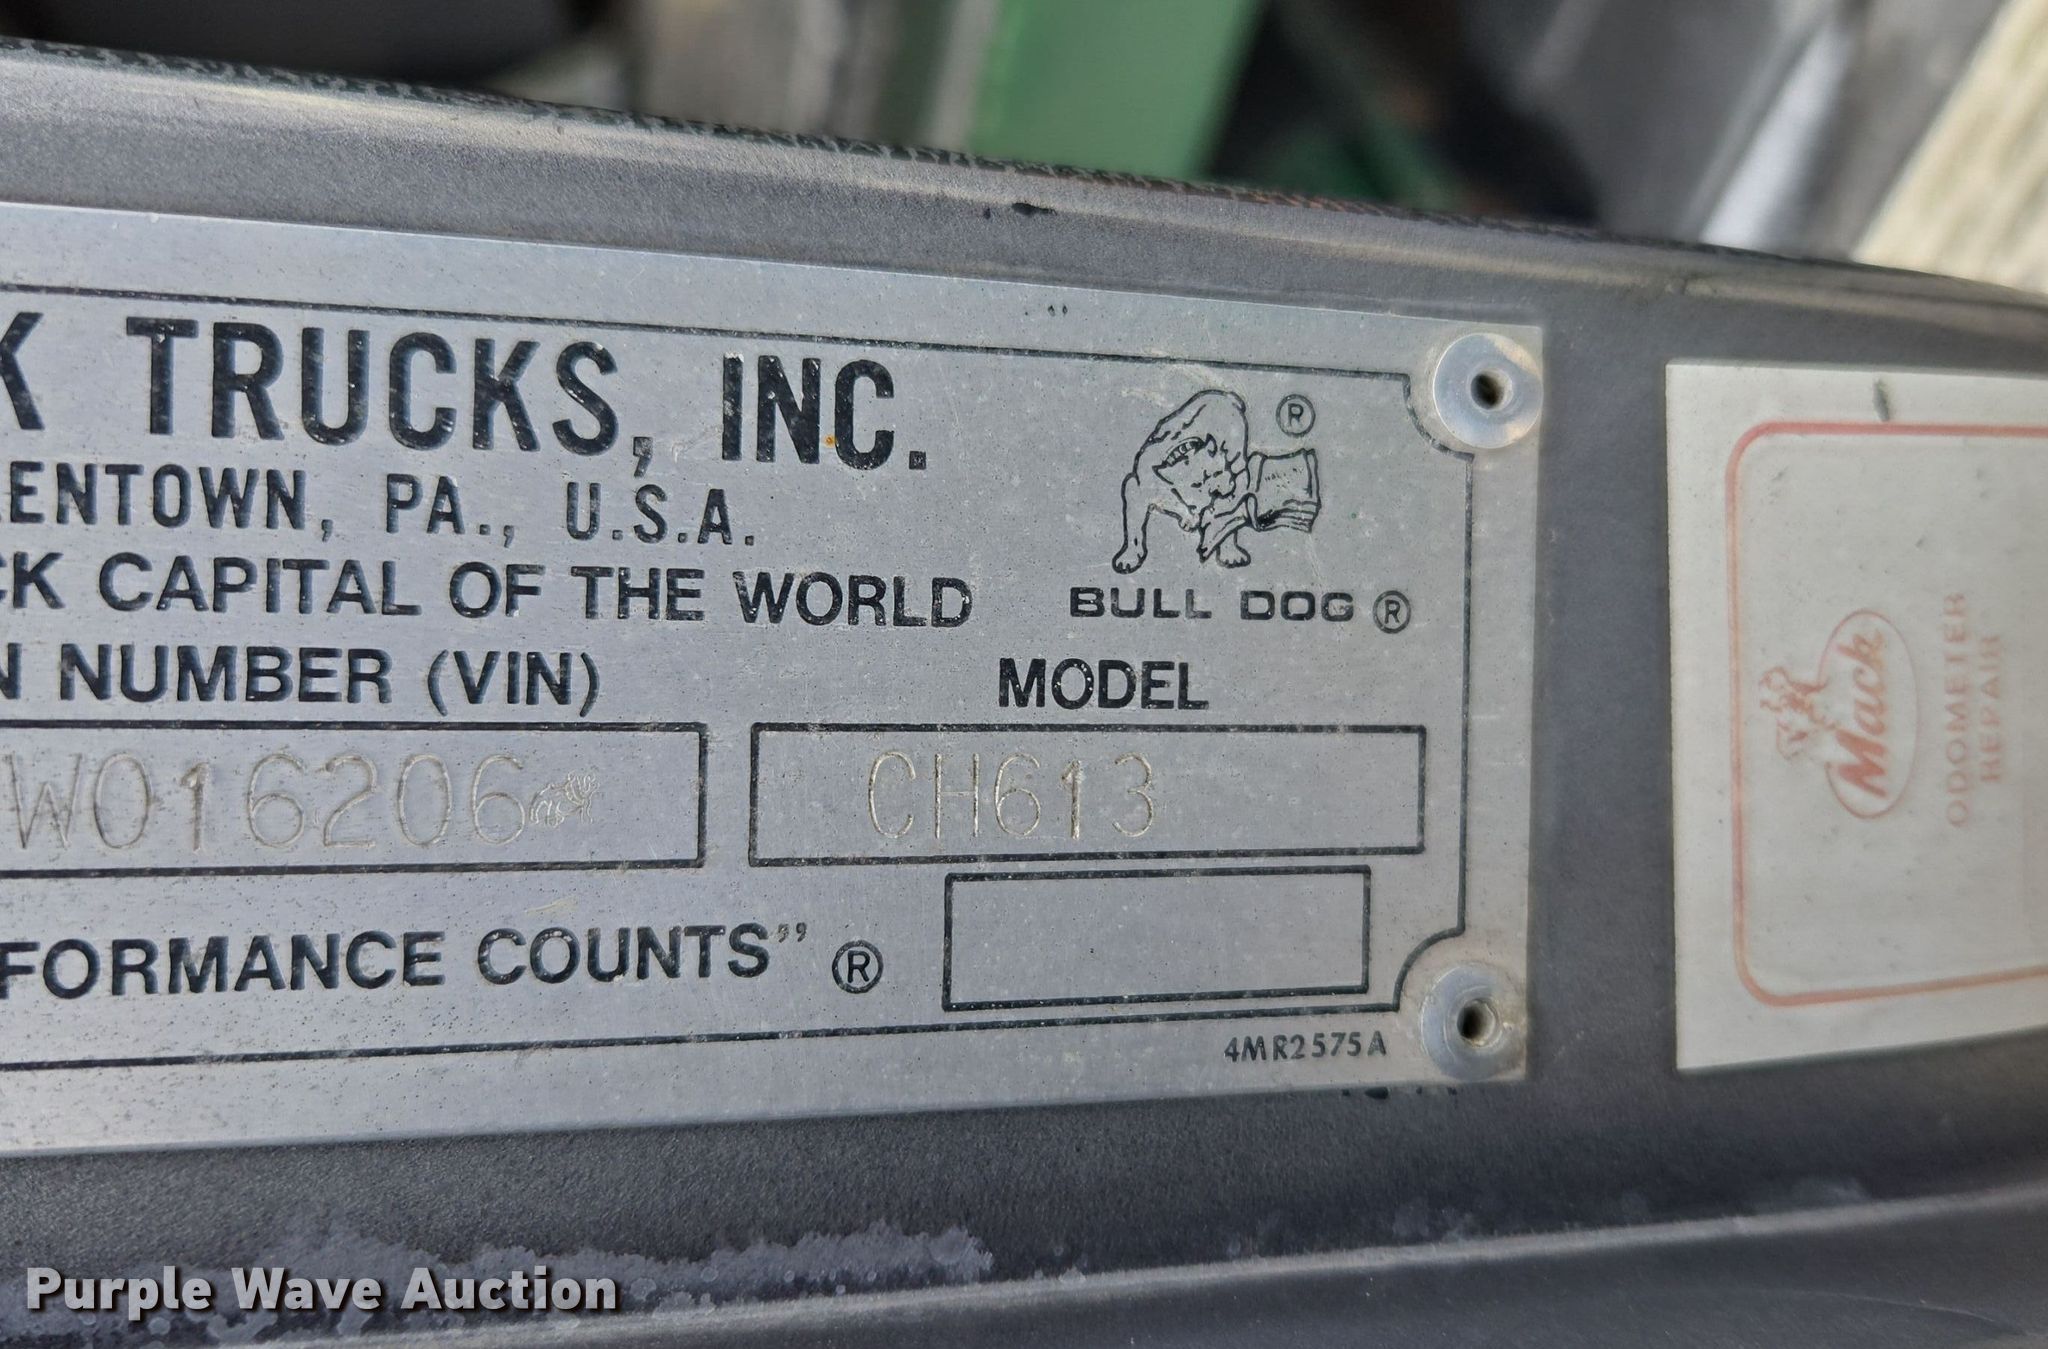 K TRUCKS, INC.
®
LENTOWN, PA., U.S.A.
CK CAPITAL OF THE WORLD
BULL DOG ®
N NUMBER (VIN)
MODEL
W016206
CH613
FORMANCE COUNTS” ®
4MR2575A
Mack
ODOMETER
REPAIR
Purple Wave Auction